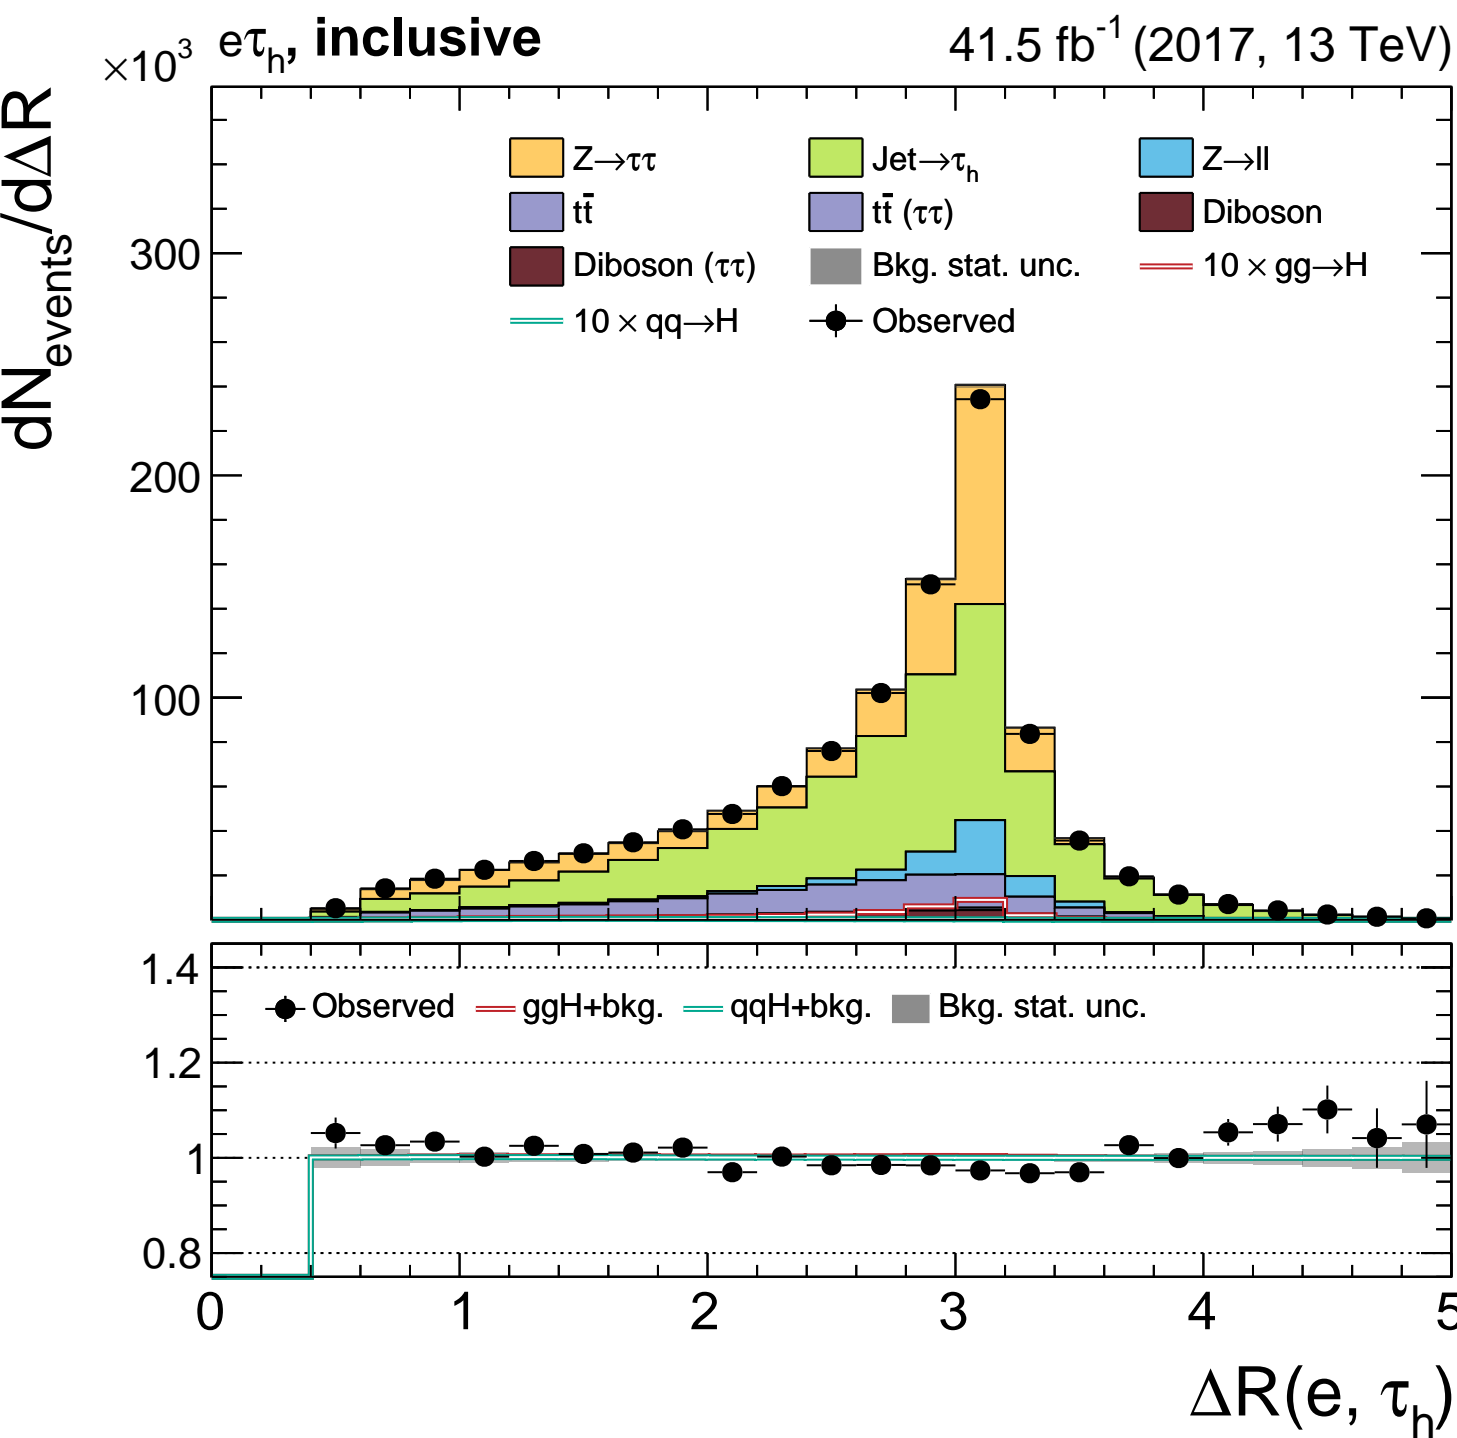 ×10³ eτₕ, inclusive 41.5 fb⁻¹ (2017, 13 TeV)
dN_events/dΔR
Z→ττ Jet→τₕ Z→ll
tt̄ tt̄ (ττ) Diboson
Diboson (ττ) Bkg. stat. unc. 10 × gg→H
10 × qq→H Observed
300
200
100
1.4
Observed ggH+bkg. qqH+bkg. Bkg. stat. unc.
1.2
1
0.8
0 1 2 3 4 5
ΔR(e, τₕ)